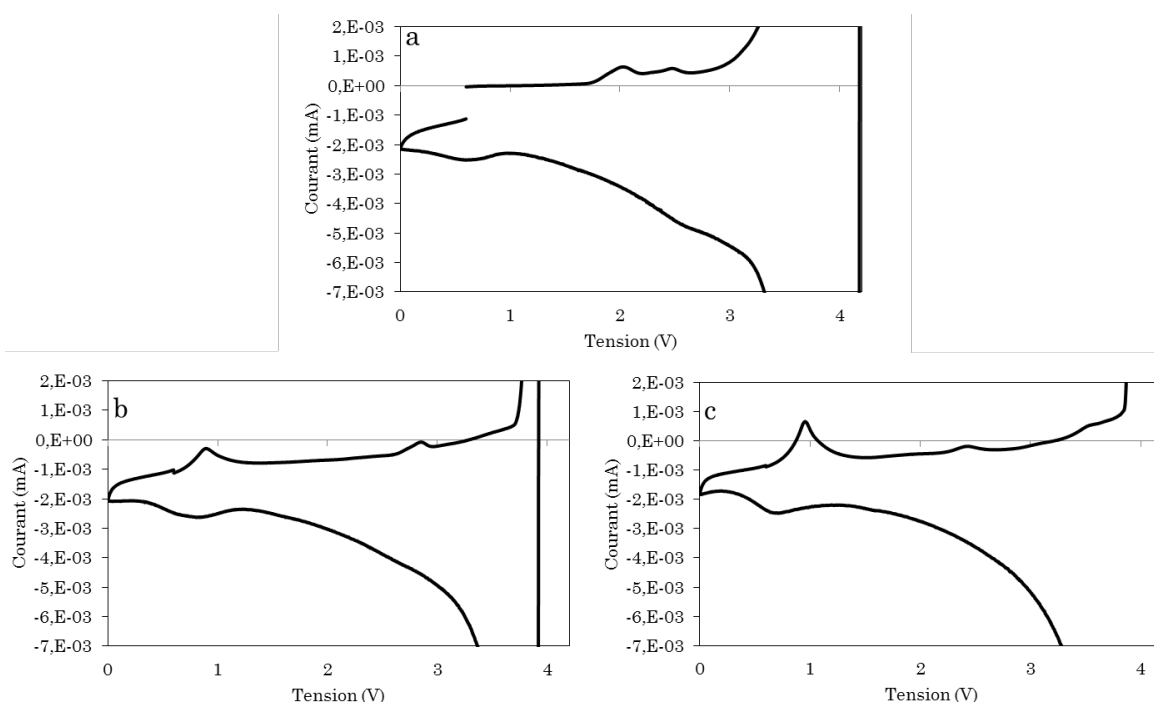 a
2,E-03
1,E-03
0,E+00
-1,E-03
-2,E-03
-3,E-03
-4,E-03
-5,E-03
-6,E-03
-7,E-03
Courant (mA)
0 1 2 3 4
Tension (V)
b
2,E-03
1,E-03
0,E+00
-1,E-03
-2,E-03
-3,E-03
-4,E-03
-5,E-03
-6,E-03
-7,E-03
Courant (mA)
0 1 2 3 4
Tension (V)
c
2,E-03
1,E-03
0,E+00
-1,E-03
-2,E-03
-3,E-03
-4,E-03
-5,E-03
-6,E-03
-7,E-03
Courant (mA)
0 1 2 3 4
Tension (V)